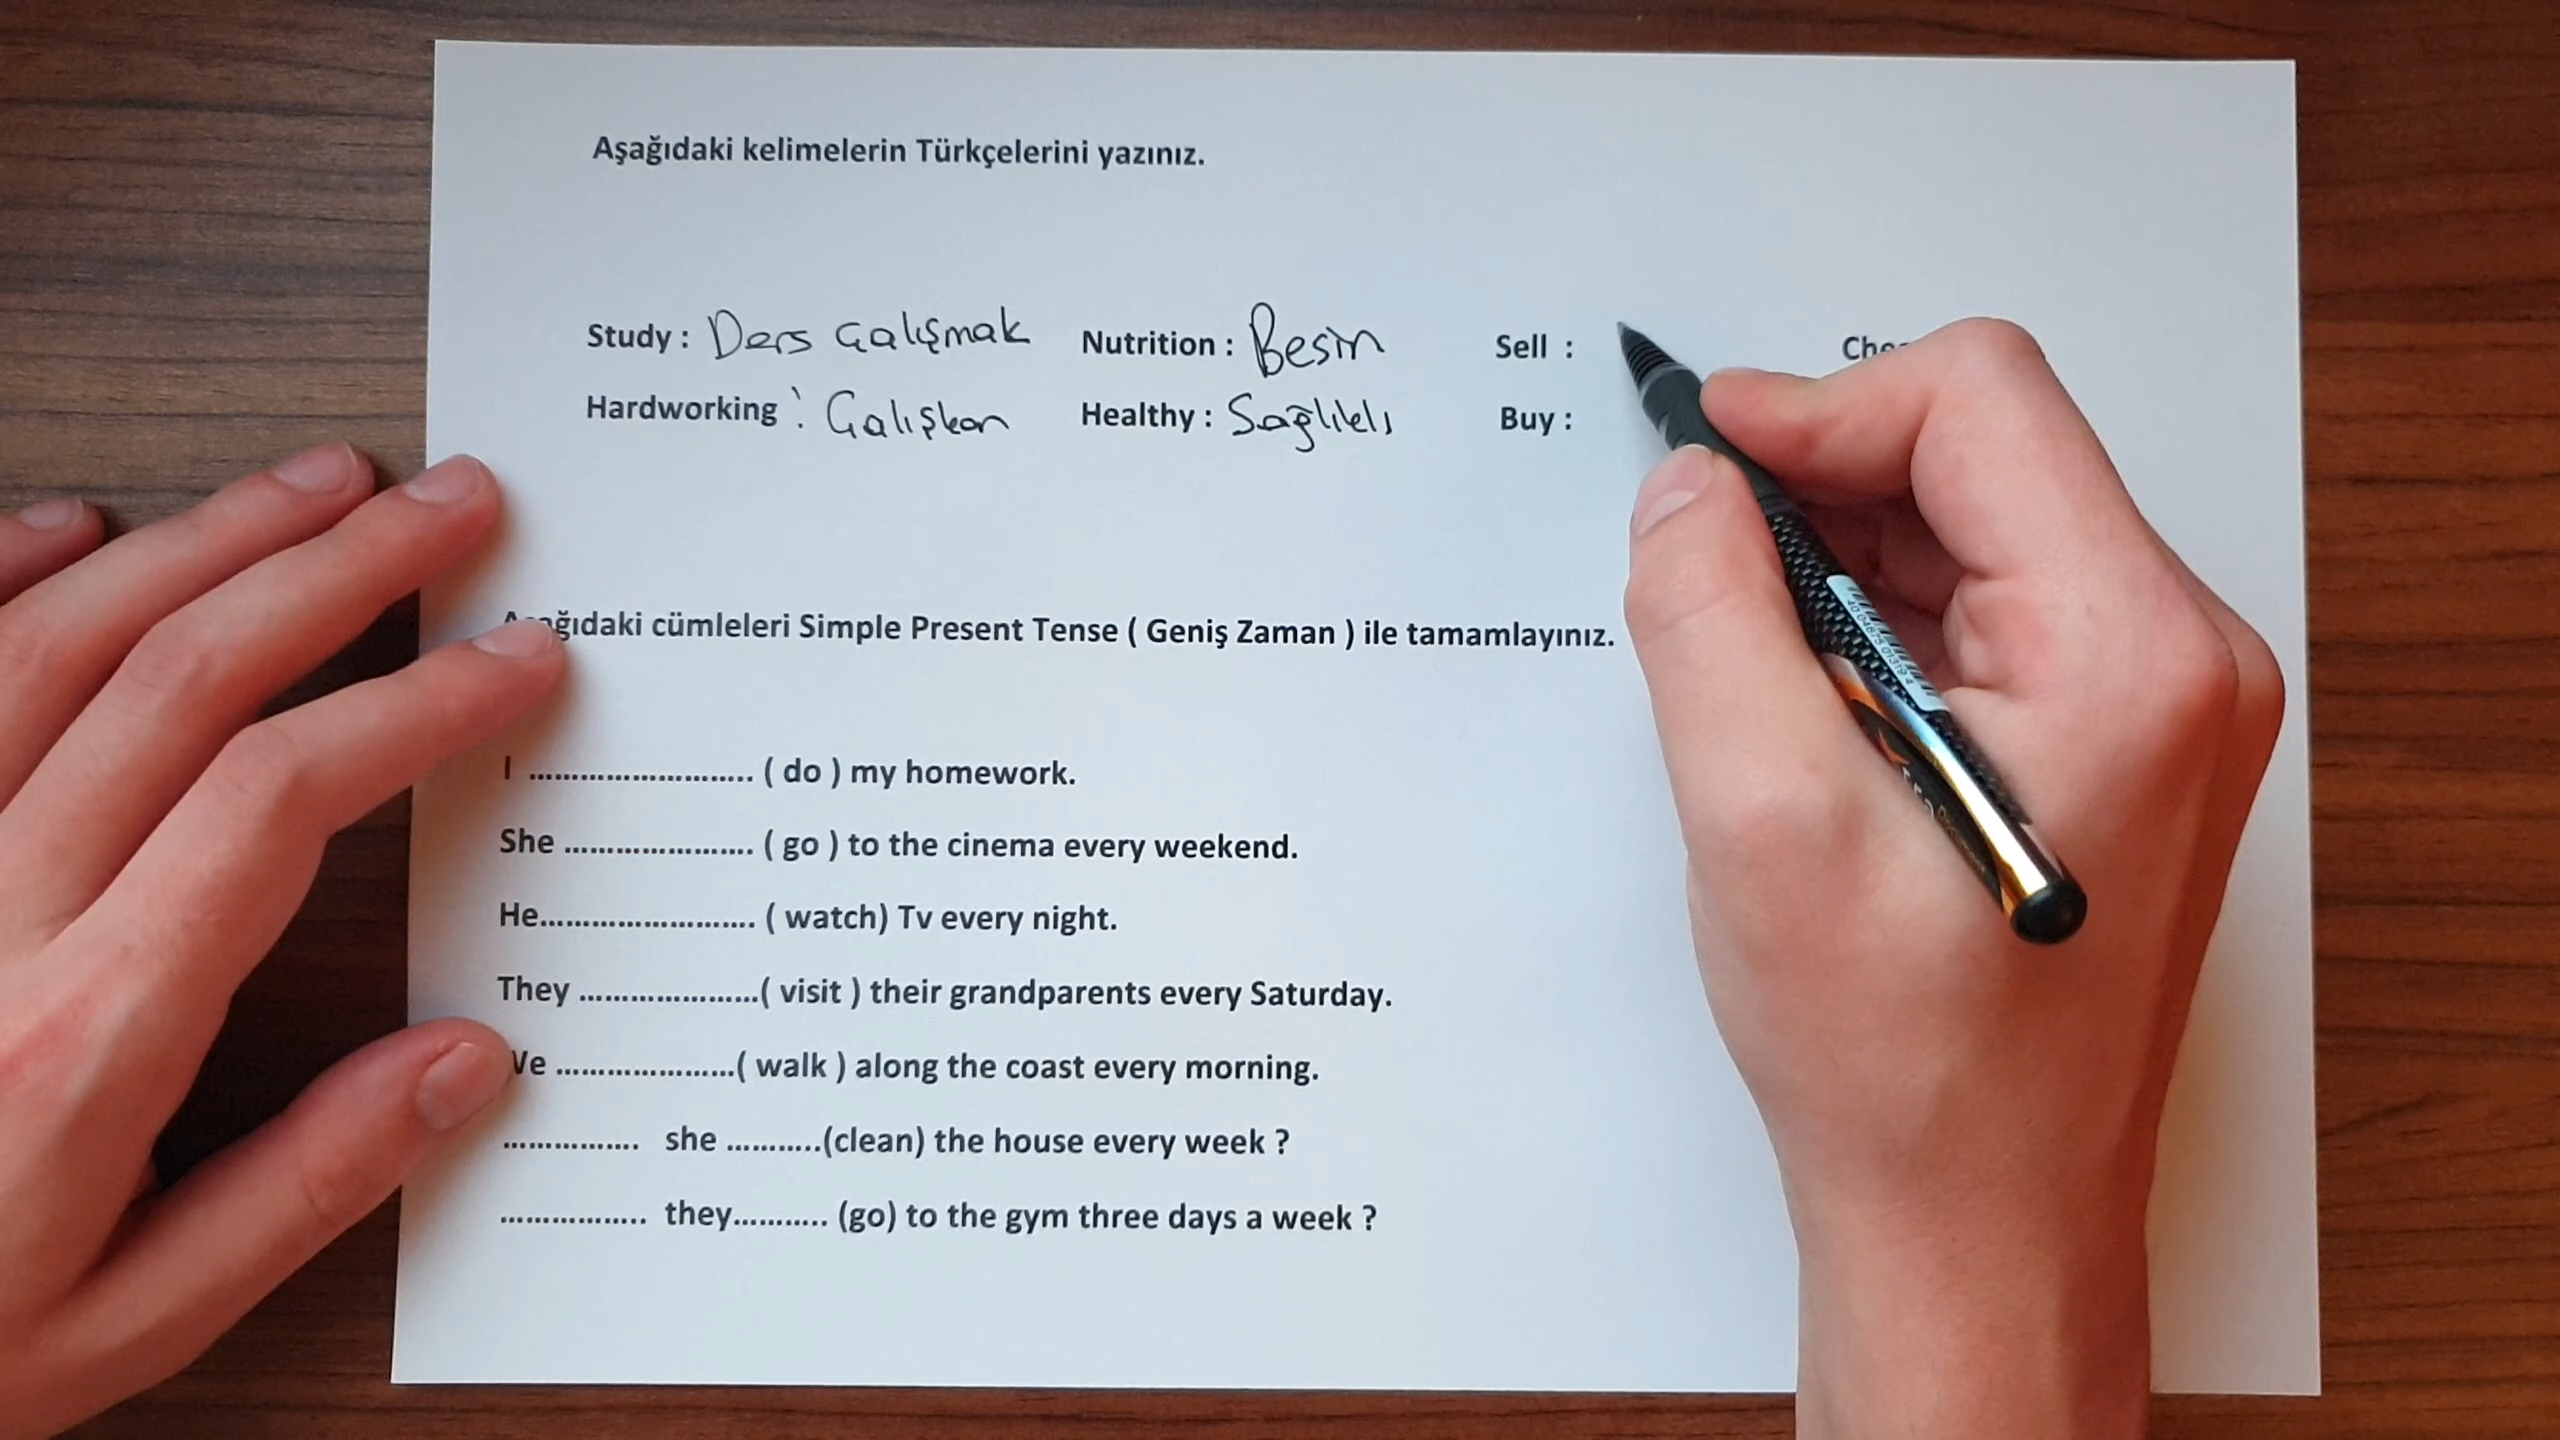 Aşağıdaki kelimelerin Türkçelerini yazınız.
Study : Ders Çalışmak Nutrition : Besin Sell :
Hardworking : Çalışkan Healthy : Sağlıklı Buy :
Aşağıdaki cümleleri Simple Present Tense ( Geniş Zaman ) ile tamamlayınız.
I .......................... ( do ) my homework.
She ...................... ( go ) to the cinema every weekend.
He......................... ( watch) Tv every night.
They .....................( visit ) their grandparents every Saturday.
We .....................( walk ) along the coast every morning.
................ she ...........(clean) the house every week ?
................. they........... (go) to the gym three days a week ?